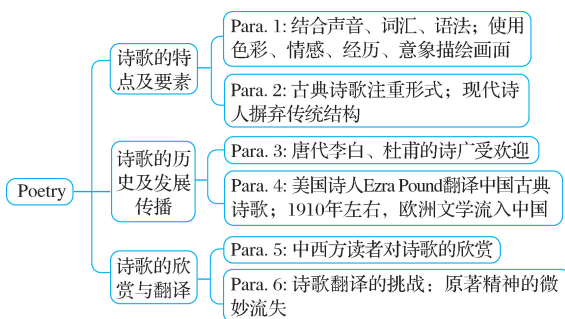 Poetry
诗歌的特
点及要素
Para. 1: 结合声音、词汇、语法；使用
色彩、情感、经历、意象描绘画面
Para. 2: 古典诗歌注重形式；现代诗
人摒弃传统结构
诗歌的历
史及发展
传播
Para. 3: 唐代李白、杜甫的诗广受欢迎
Para. 4: 美国诗人Ezra Pound翻译中国古典
诗歌；1910年左右，欧洲文学流入中国
诗歌的欣
赏与翻译
Para. 5: 中西方读者对诗歌的欣赏
Para. 6: 诗歌翻译的挑战：原著精神的微
妙流失